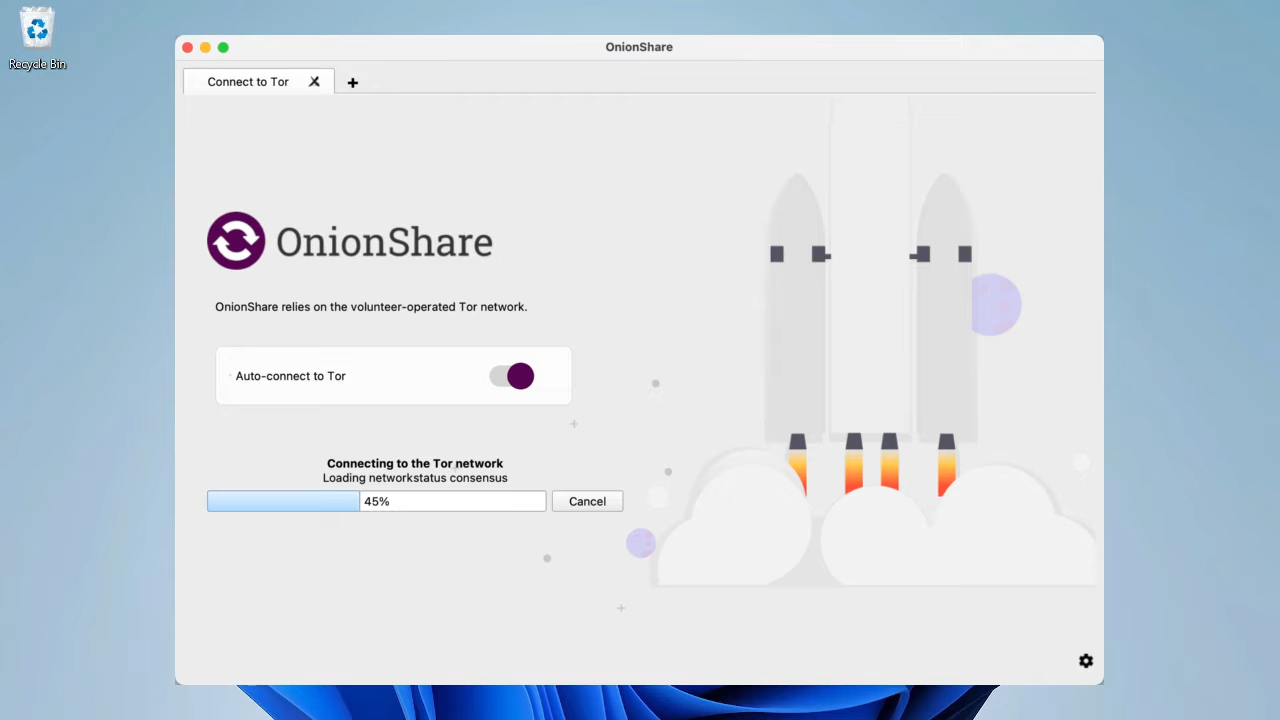 Recycle Bin
OnionShare
Connect to Tor
OnionShare
OnionShare relies on the volunteer-operated Tor network.
Auto-connect to Tor
Connecting to the Tor network
Loading networkstatus consensus
45%
Cancel